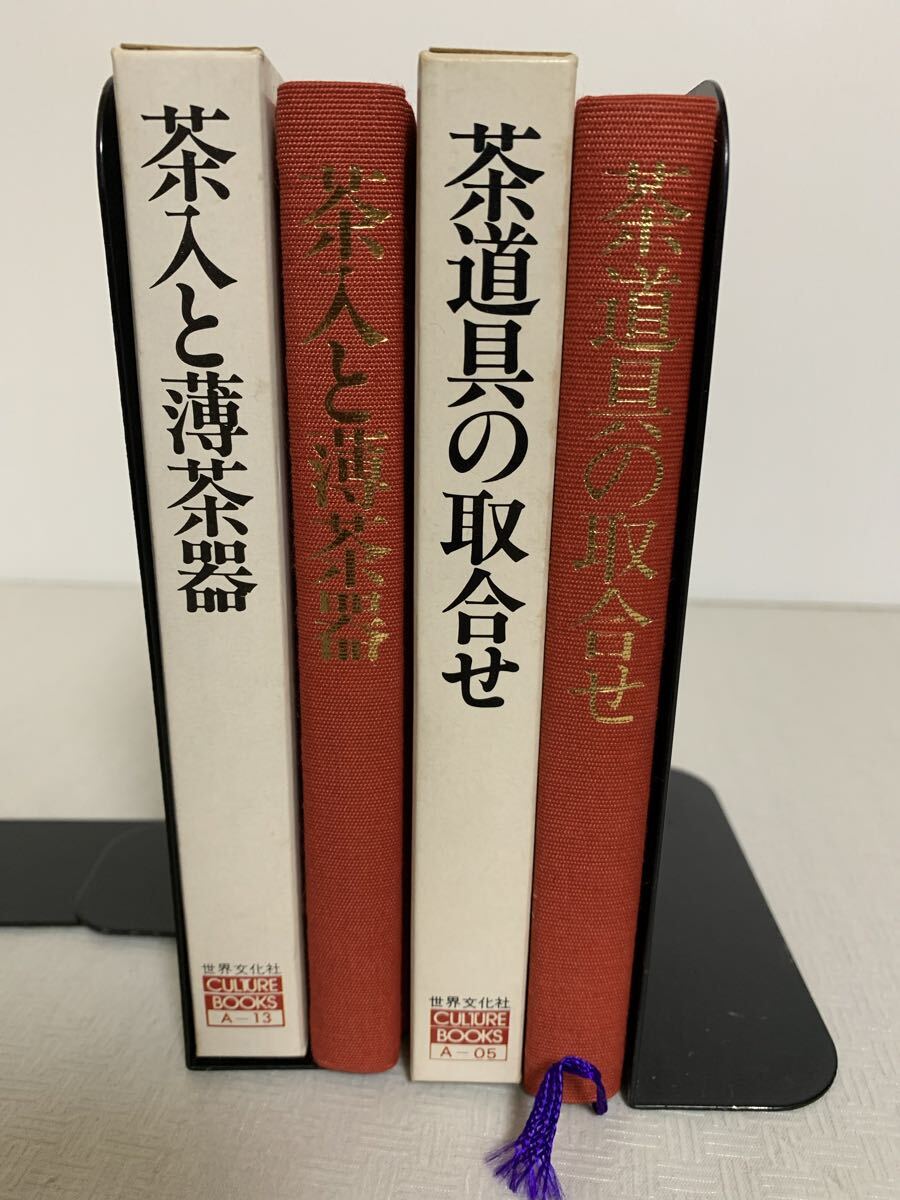 茶入と薄茶器
世界文化社
CULTURE
BOOKS
A-13
茶入と薄茶器
茶道具の取合せ
世界文化社
CULTURE
BOOKS
A-05
茶道具の取合せ